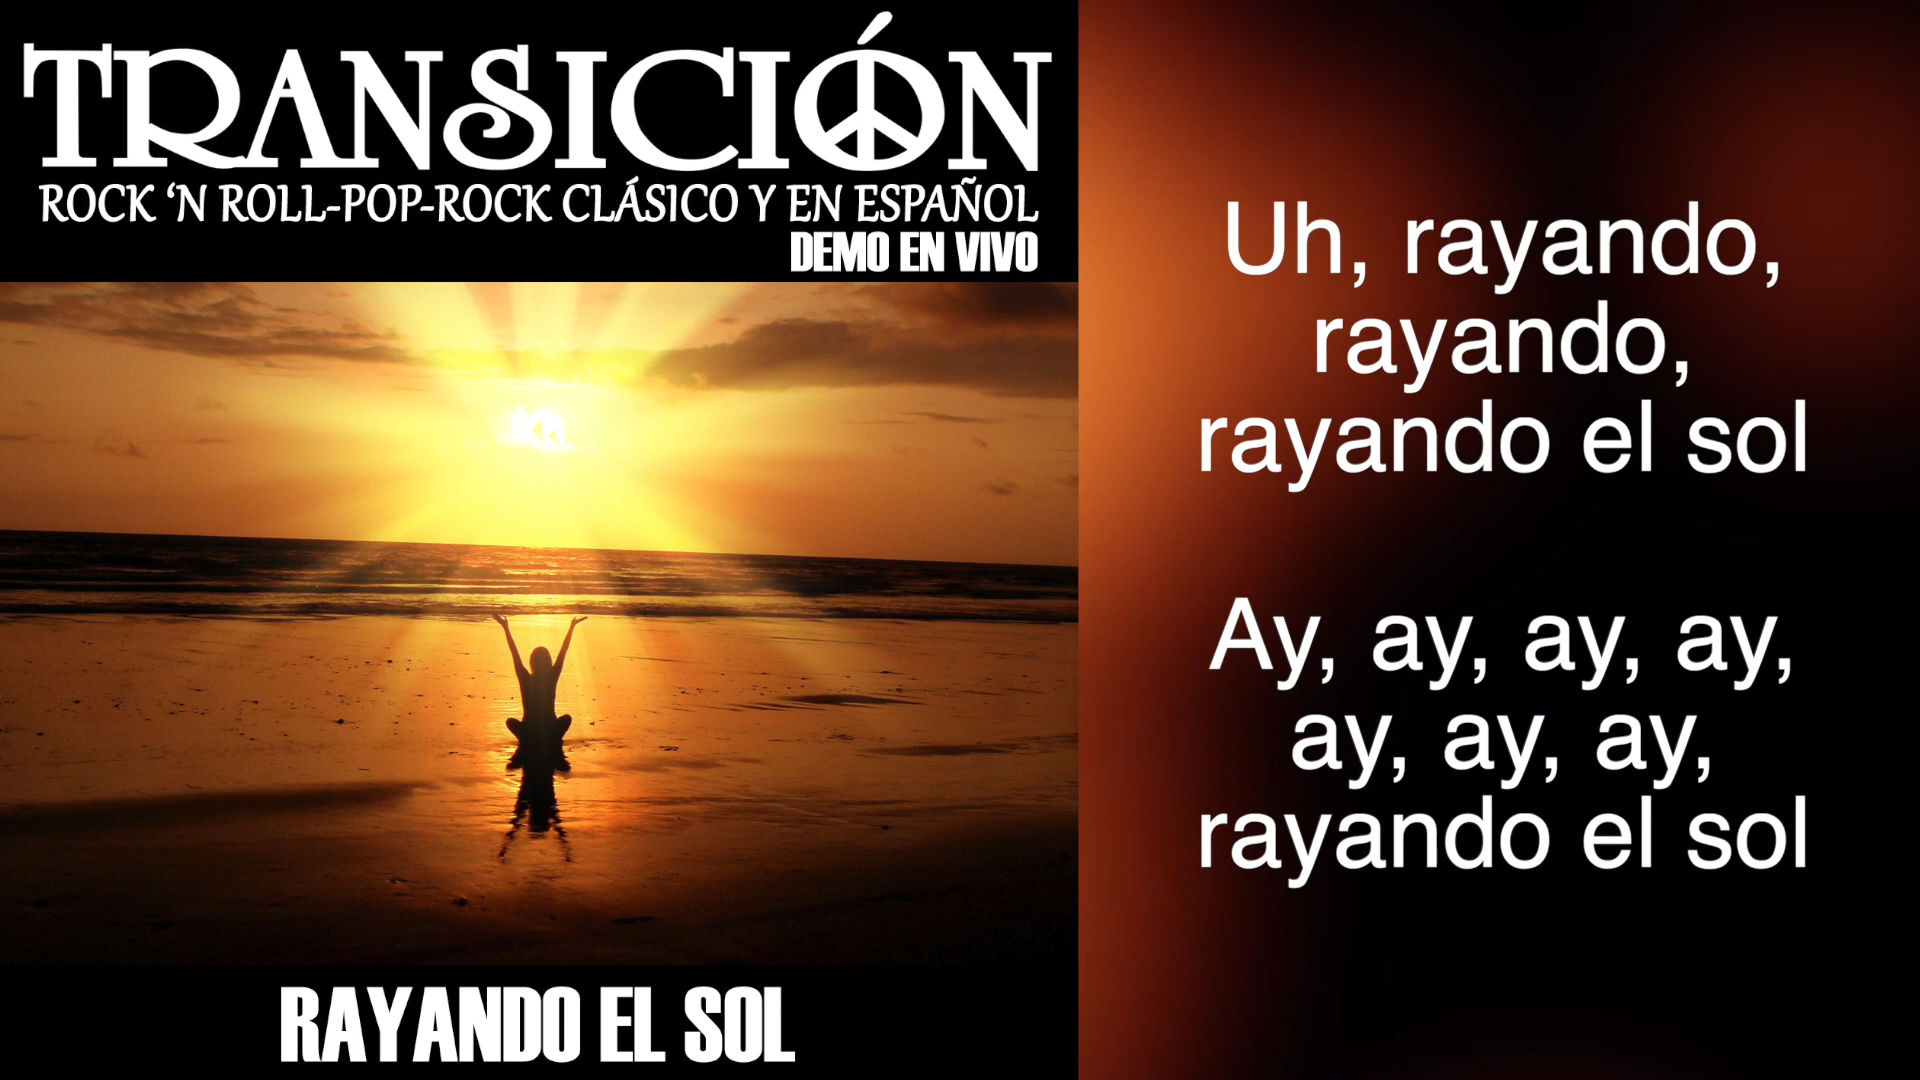 TRANSICIÓN
ROCK ‘N ROLL-POP-ROCK CLÁSICO Y EN ESPAÑOL
DEMO EN VIVO
RAYANDO EL SOL
Uh, rayando,
rayando,
rayando el sol
Ay, ay, ay, ay,
ay, ay, ay,
rayando el sol